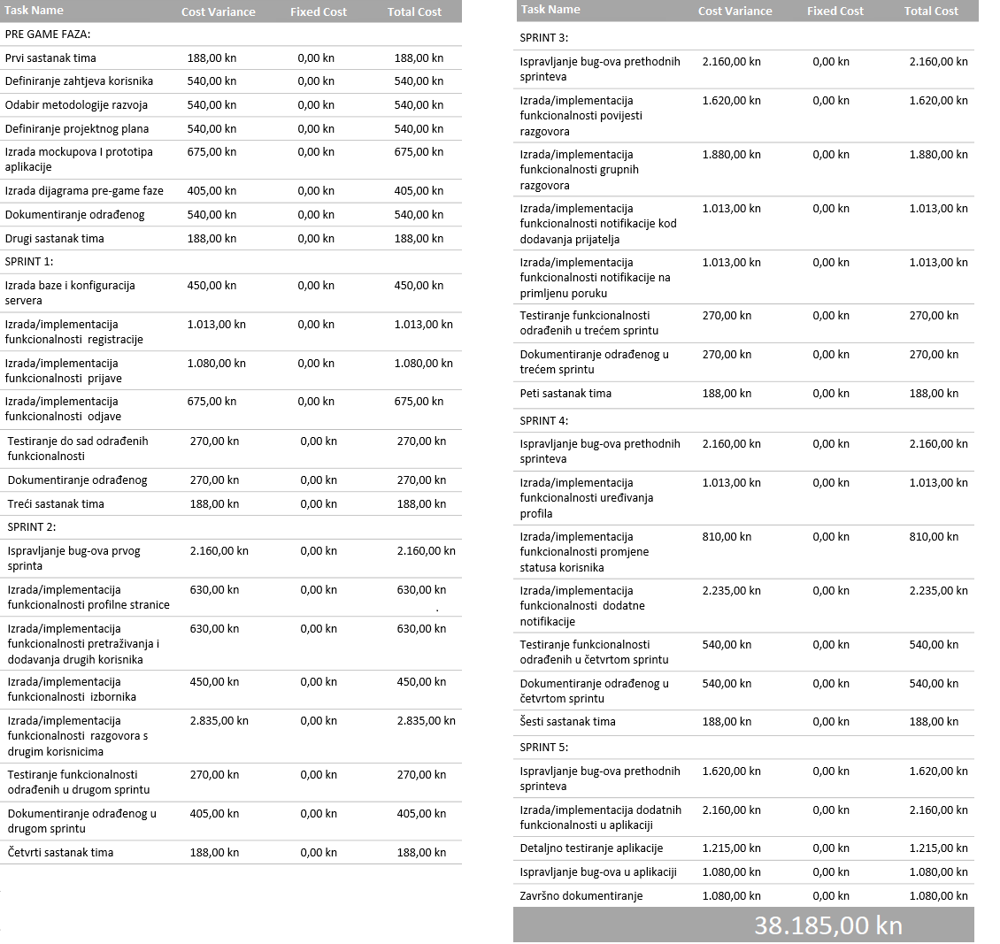 Task Name Cost Variance Fixed Cost Total Cost
PRE GAME FAZA:
Prvi sastanak tima 188,00 kn 0,00 kn 188,00 kn
Definiranje zahtjeva korisnika 540,00 kn 0,00 kn 540,00 kn
Odabir metodologije razvoja 540,00 kn 0,00 kn 540,00 kn
Definiranje projektnog plana 540,00 kn 0,00 kn 540,00 kn
Izrada mockupova I prototipa 675,00 kn 0,00 kn 675,00 kn
aplikacije
Izrada dijagrama pre-game faze 405,00 kn 0,00 kn 405,00 kn
Dokumentiranje odrađenog 540,00 kn 0,00 kn 540,00 kn
Drugi sastanak tima 188,00 kn 0,00 kn 188,00 kn
SPRINT 1:
Izrada baze i konfiguracija 450,00 kn 0,00 kn 450,00 kn
servera
Izrada/implementacija 1.013,00 kn 0,00 kn 1.013,00 kn
funkcionalnosti registracije
Izrada/implementacija 1.080,00 kn 0,00 kn 1.080,00 kn
funkcionalnosti prijave
Izrada/implementacija 675,00 kn 0,00 kn 675,00 kn
funkcionalnosti odjave
Testiranje do sad odrađenih 270,00 kn 0,00 kn 270,00 kn
funkcionalnosti
Dokumentiranje odrađenog 270,00 kn 0,00 kn 270,00 kn
Treći sastanak tima 188,00 kn 0,00 kn 188,00 kn
SPRINT 2:
Ispravljanje bug-ova prvog 2.160,00 kn 0,00 kn 2.160,00 kn
sprinta
Izrada/implementacija 630,00 kn 0,00 kn 630,00 kn
funkcionalnosti profilne stranice
Izrada/implementacija 630,00 kn 0,00 kn 630,00 kn
funkcionalnosti pretraživanja i
dodavanja drugih korisnika
Izrada/implementacija 450,00 kn 0,00 kn 450,00 kn
funkcionalnosti izbornika
Izrada/implementacija 2.835,00 kn 0,00 kn 2.835,00 kn
funkcionalnosti razgovora s
drugim korisnicima
Testiranje funkcionalnosti 270,00 kn 0,00 kn 270,00 kn
odrađenih u drugom sprintu
Dokumentiranje odrađenog u 405,00 kn 0,00 kn 405,00 kn
drugom sprintu
Četvrti sastanak tima 188,00 kn 0,00 kn 188,00 kn
Task Name Cost Variance Fixed Cost Total Cost
SPRINT 3:
Ispravljanje bug-ova prethodnih 2.160,00 kn 0,00 kn 2.160,00 kn
sprinteva
Izrada/implementacija 1.620,00 kn 0,00 kn 1.620,00 kn
funkcionalnosti povijesti
razgovora
Izrada/implementacija 1.880,00 kn 0,00 kn 1.880,00 kn
funkcionalnosti grupnih
razgovora
Izrada/implementacija 1.013,00 kn 0,00 kn 1.013,00 kn
funkcionalnosti notifikacije kod
dodavanja prijatelja
Izrada/implementacija 1.013,00 kn 0,00 kn 1.013,00 kn
funkcionalnosti notifikacije na
primljenu poruku
Testiranje funkcionalnosti 270,00 kn 0,00 kn 270,00 kn
odrađenih u trećem sprintu
Dokumentiranje odrađenog u 270,00 kn 0,00 kn 270,00 kn
trećem sprintu
Peti sastanak tima 188,00 kn 0,00 kn 188,00 kn
SPRINT 4:
Ispravljanje bug-ova prethodnih 2.160,00 kn 0,00 kn 2.160,00 kn
sprinteva
Izrada/implementacija 1.013,00 kn 0,00 kn 1.013,00 kn
funkcionalnosti uređivanja
profila
Izrada/implementacija 810,00 kn 0,00 kn 810,00 kn
funkcionalnosti promjene
statusa korisnika
Izrada/implementacija 2.235,00 kn 0,00 kn 2.235,00 kn
funkcionalnosti dodatne
notifikacije
Testiranje funkcionalnosti 540,00 kn 0,00 kn 540,00 kn
odrađenih u četvrtom sprintu
Dokumentiranje odrađenog u 540,00 kn 0,00 kn 540,00 kn
četvrtom sprintu
Šesti sastanak tima 188,00 kn 0,00 kn 188,00 kn
SPRINT 5:
Ispravljanje bug-ova prethodnih 1.620,00 kn 0,00 kn 1.620,00 kn
sprinteva
Izrada/implementacija dodatnih 2.160,00 kn 0,00 kn 2.160,00 kn
funkcionalnosti u aplikaciji
Detaljno testiranje aplikacije 1.215,00 kn 0,00 kn 1.215,00 kn
Ispravljanje bug-ova u aplikaciji 1.080,00 kn 0,00 kn 1.080,00 kn
Završno dokumentiranje 1.080,00 kn 0,00 kn 1.080,00 kn
38.185,00 kn